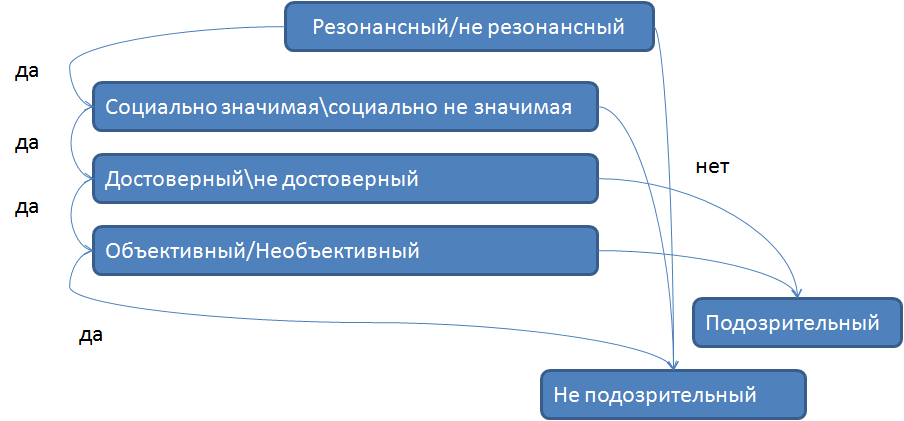 Резонансный/не резонансный
да
Социально значимая\социально не значимая
да
Достоверный\не достоверный
нет
да
Объективный/Необъективный
Подозрительный
да
Не подозрительный